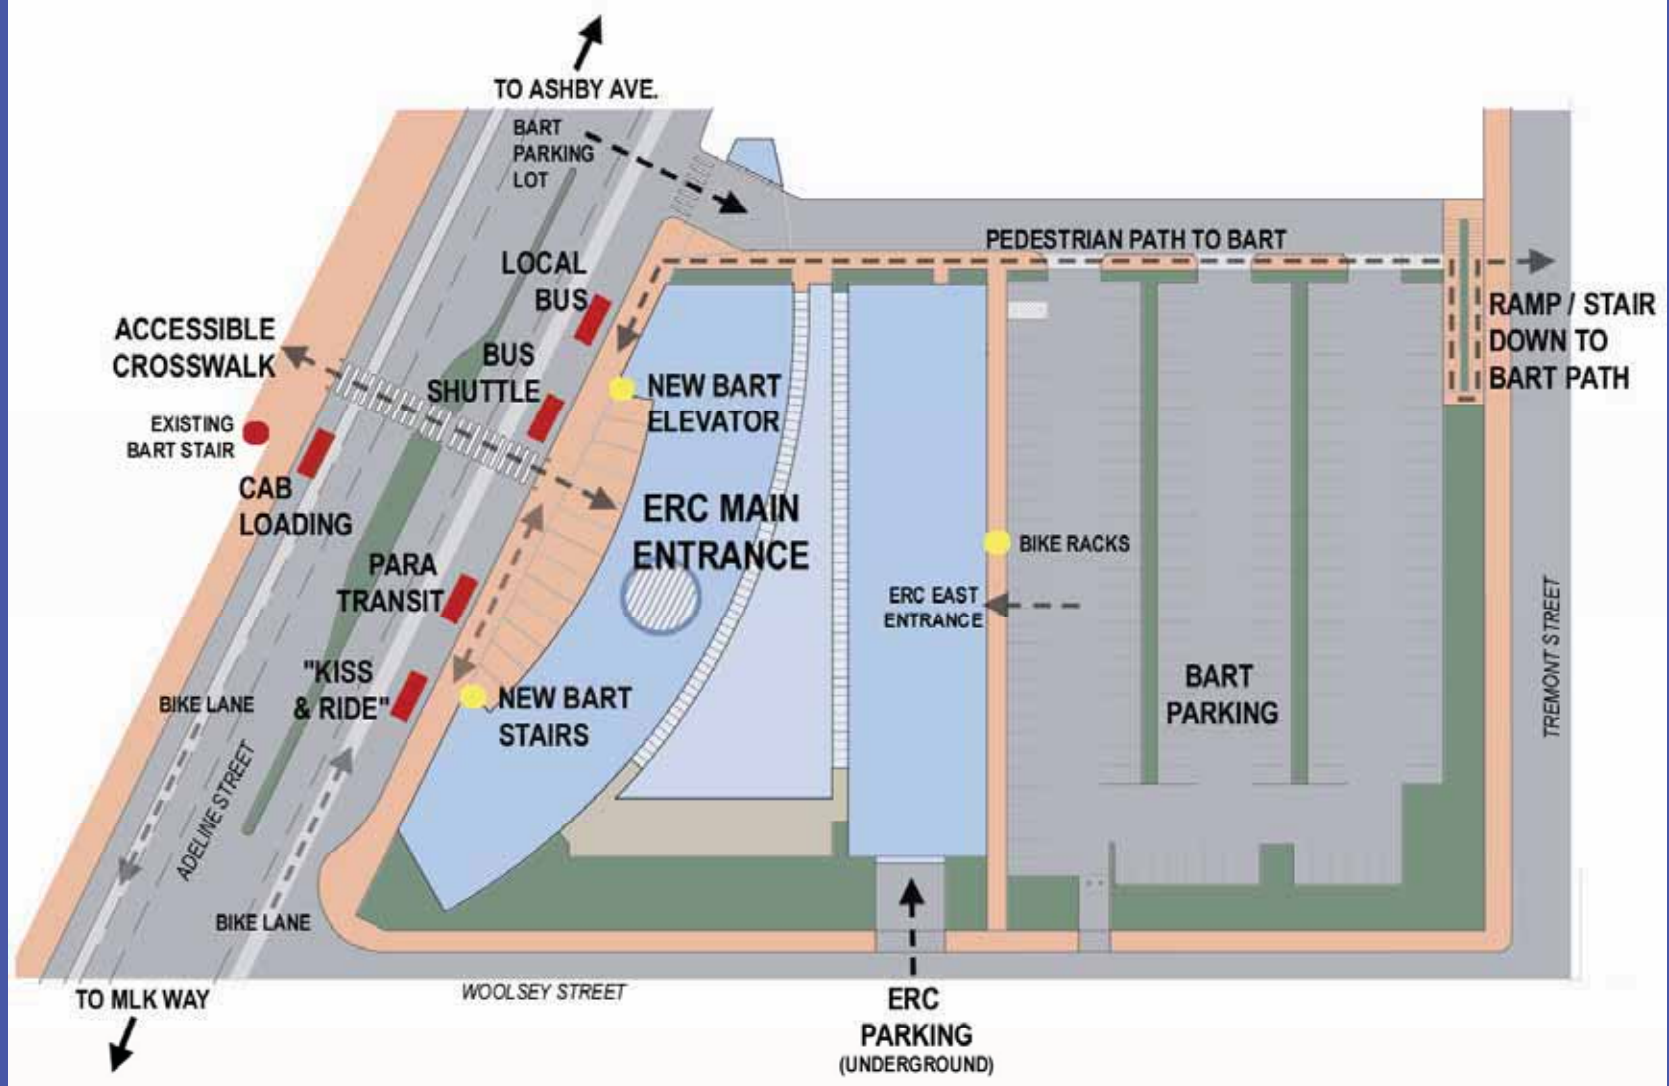 TO ASHBY AVE.
BART
PARKING
LOT
PEDESTRIAN PATH TO BART
LOCAL
BUS
RAMP / STAIR
DOWN TO
BART PATH
ACCESSIBLE
CROSSWALK
BUS
SHUTTLE
NEW BART
ELEVATOR
EXISTING
BART STAIR
CAB
LOADING
ERC MAIN
ENTRANCE
BIKE RACKS
PARA
TRANSIT
ERC EAST
ENTRANCE
TREMONT STREET
"KISS
& RIDE"
BIKE LANE
NEW BART
STAIRS
BART
PARKING
ADELINE STREET
BIKE LANE
TO MLK WAY
WOOLSEY STREET
ERC
PARKING
(UNDERGROUND)